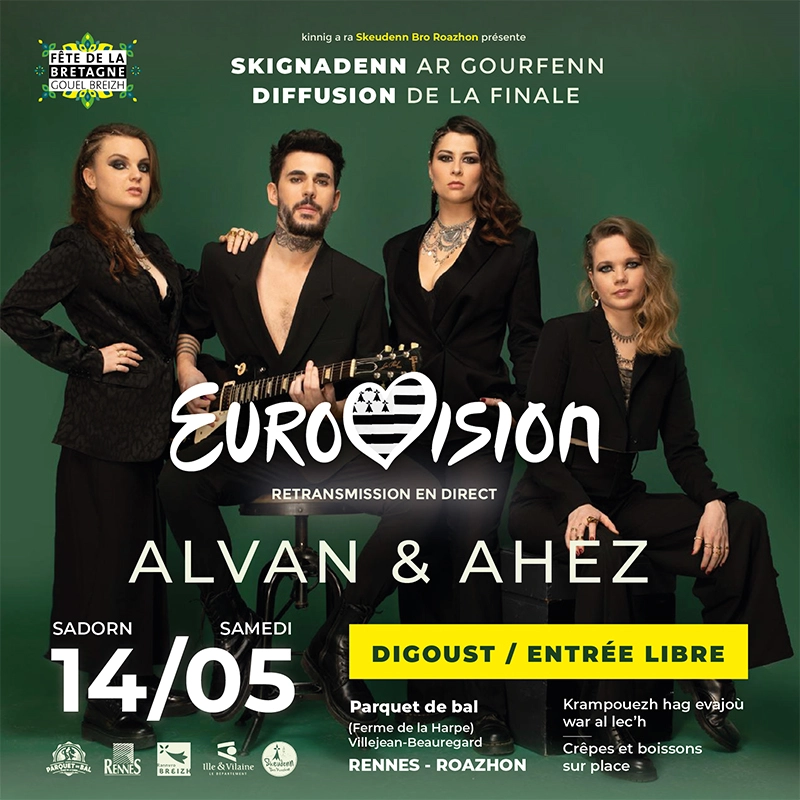 FÊTE DE LA
BRETAGNE
GOUEL BREIZH
kinnig a ra Skeudenn Bro Roazhon présente
SKIGNADENN AR GOURFENN
DIFFUSION DE LA FINALE
EUROVISION
RETRANSMISSION EN DIRECT
ALVAN & AHEZ
SADORN SAMEDI
14/05
DIGOUST / ENTRÉE LIBRE
Parquet de bal
(Ferme de la Harpe)
Villejean-Beauregard
RENNES - ROAZHON
Krampouezh hag evajoù
war al lec'h
Crêpes et boissons
sur place
PARQUET DE BAL
RENNES
BREIZH
Ille & Vilaine
LE DÉPARTEMENT
Skeudenn